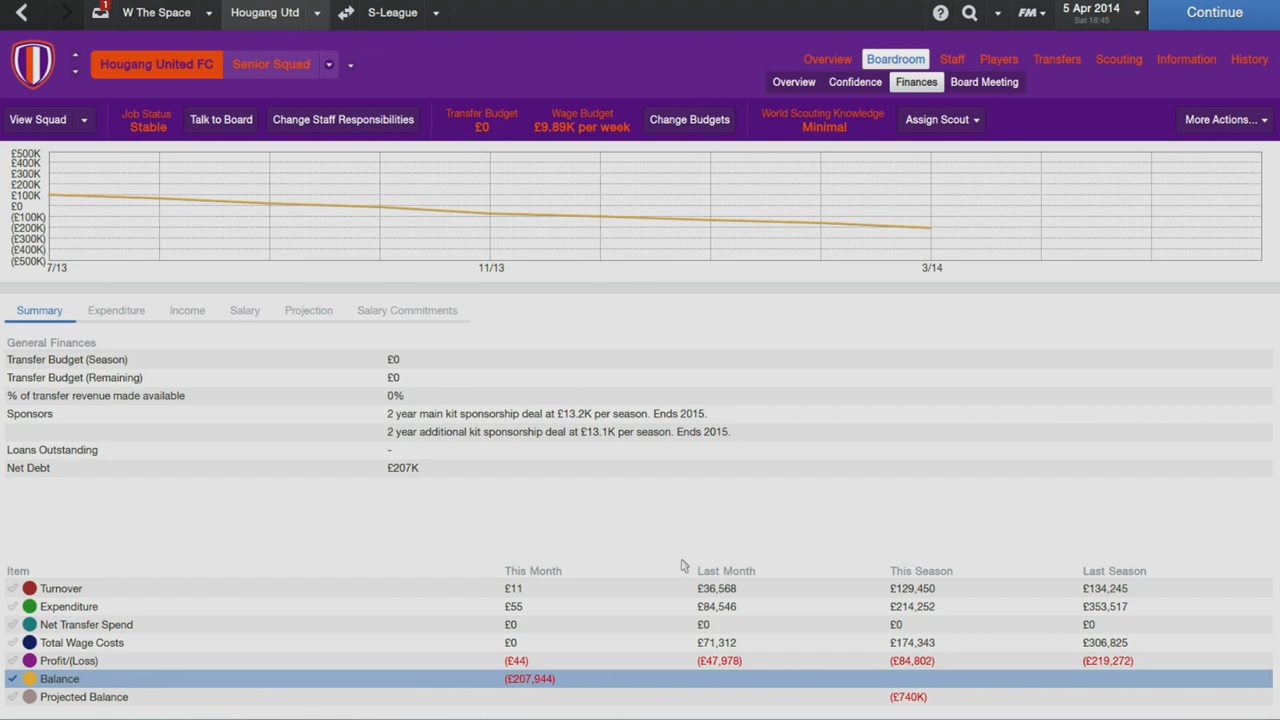 1 W The Space Hougang Utd S-League FM 5 Apr 2014 Continue
Sat 18:45
Hougang United FC Senior Squad
Overview Boardroom Staff Players Transfers Scouting Information History
Overview Confidence Finances Board Meeting
View Squad Job Status Talk to Board Change Staff Responsibilities Transfer Budget Wage Budget Change Budgets World Scouting Knowledge Assign Scout More Actions...
Stable £0 £9.89K per week Minimal
£500K
£400K
£300K
£200K
£100K
£0
(£100K)
(£200K)
(£300K)
(£400K)
(£500K)
7/13 11/13 3/14
Summary Expenditure Income Salary Projection Salary Commitments
General Finances
Transfer Budget (Season) £0
Transfer Budget (Remaining) £0
% of transfer revenue made available 0%
Sponsors 2 year main kit sponsorship deal at £13.2K per season. Ends 2015.
2 year additional kit sponsorship deal at £13.1K per season. Ends 2015.
Loans Outstanding -
Net Debt £207K
Item This Month Last Month This Season Last Season
Turnover £11 £36,568 £129,450 £134,245
Expenditure £55 £84,546 £214,252 £353,517
Net Transfer Spend £0 £0 £0 £0
Total Wage Costs £0 £71,312 £174,343 £306,825
Profit/(Loss) (£44) (£47,978) (£84,802) (£219,272)
Balance (£207,944)
Projected Balance (£740K)